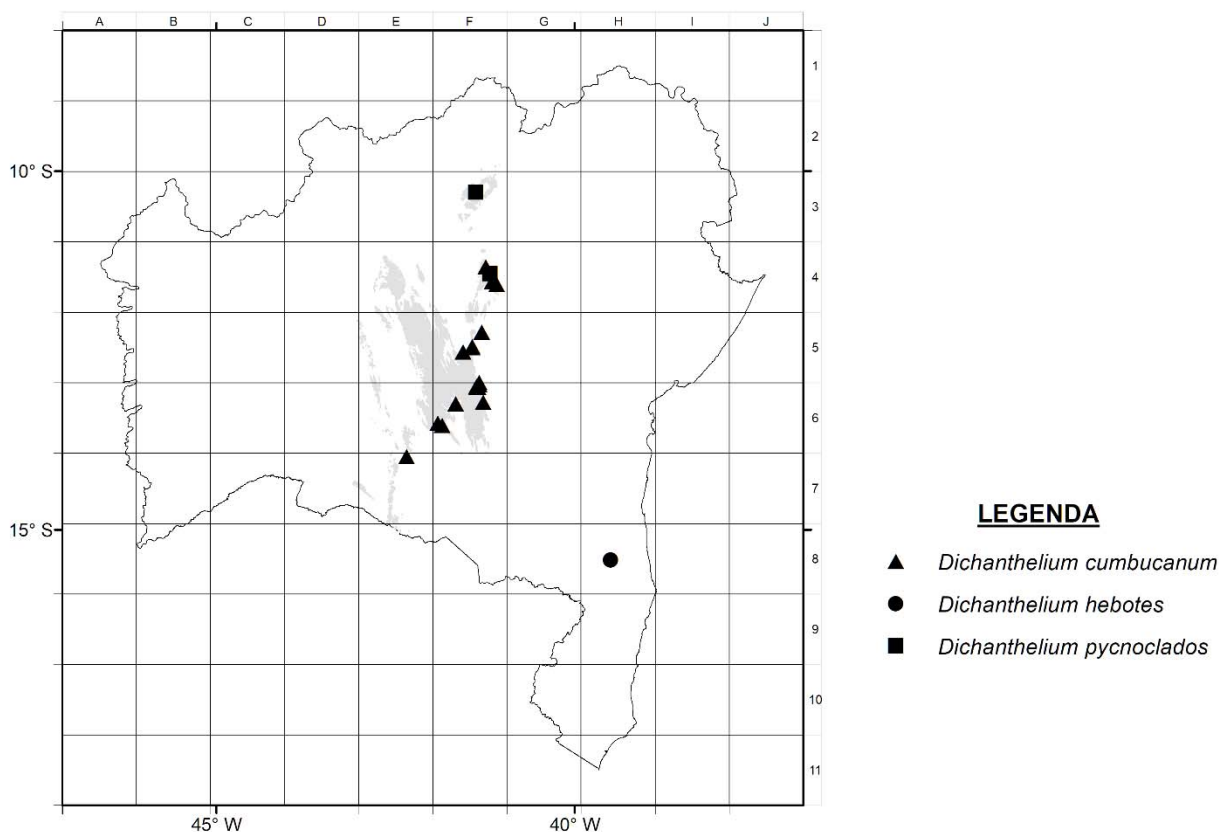 A B C D E F G H I J
1
2
10° S
3
4
5
6
7
15° S
8
9
10
11
45° W 40° W
LEGENDA
Dichanthelium cumbucanum
Dichanthelium hebotes
Dichanthelium pycnoclados